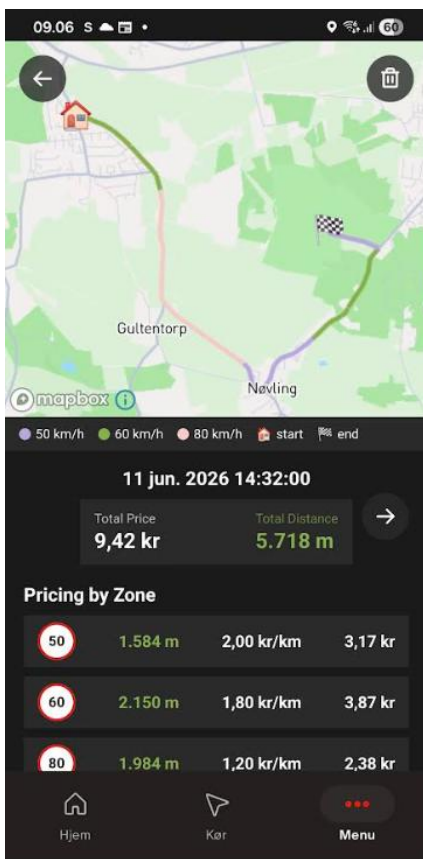 09.06 S
60
Gultentorp
Nøvling
mapbox
50 km/h 60 km/h 80 km/h start end
11 jun. 2026 14:32:00
Total Price Total Distance
9,42 kr 5.718 m
Pricing by Zone
50 1.584 m 2,00 kr/km 3,17 kr
60 2.150 m 1,80 kr/km 3,87 kr
80 1.984 m 1,20 kr/km 2,38 kr
Hjem Kør Menu